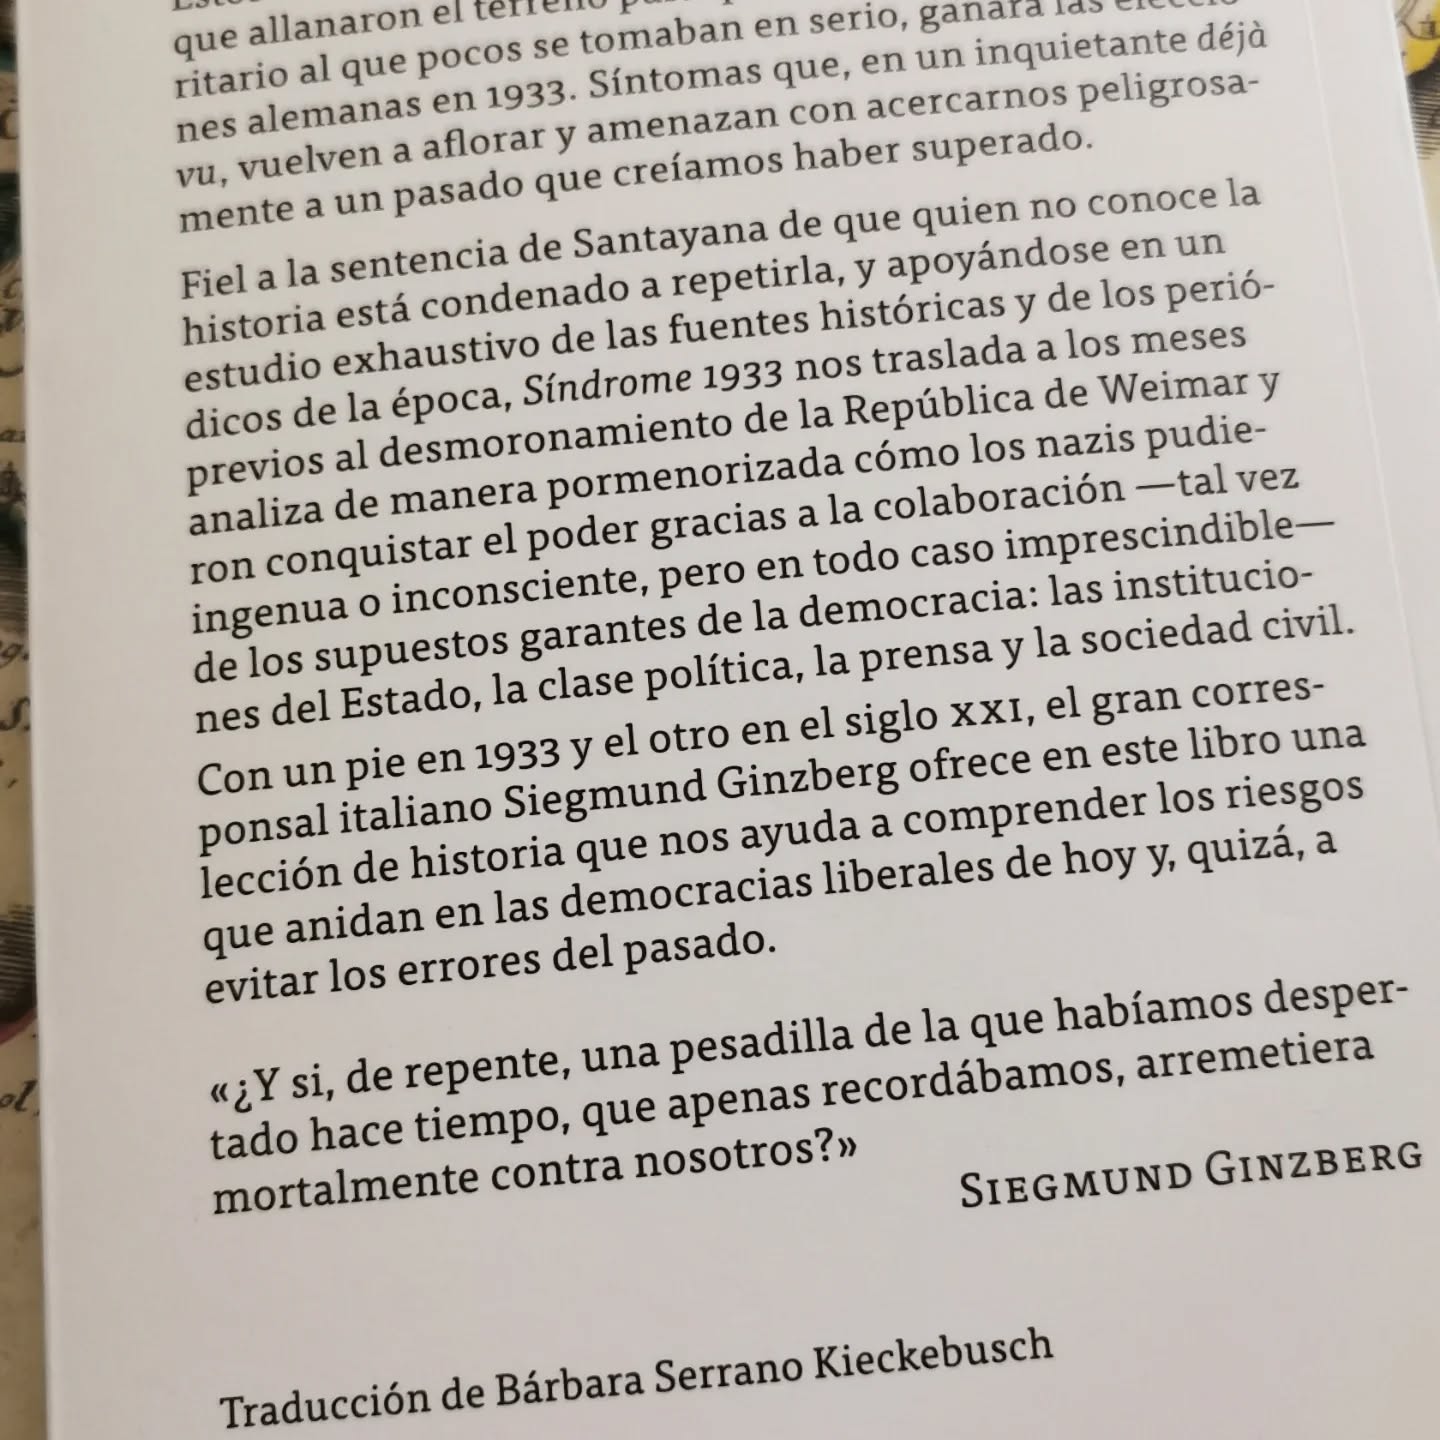 que allanaron el terreno
ritario al que pocos se tomaban en serio, ganara las
nes alemanas en 1933. Síntomas que, en un inquietante déjà
vu, vuelven a aflorar y amenazan con acercarnos peligrosa-
mente a un pasado que creíamos haber superado.
Fiel a la sentencia de Santayana de que quien no conoce la
historia está condenado a repetirla, y apoyándose en un
estudio exhaustivo de las fuentes históricas y de los perió-
dicos de la época, Síndrome 1933 nos traslada a los meses
previos al desmoronamiento de la República de Weimar y
analiza de manera pormenorizada cómo los nazis pudie-
ron conquistar el poder gracias a la colaboración —tal vez
ingenua o inconsciente, pero en todo caso imprescindible—
de los supuestos garantes de la democracia: las institucio-
nes del Estado, la clase política, la prensa y la sociedad civil.
Con un pie en 1933 y el otro en el siglo XXI, el gran corres-
ponsal italiano Siegmund Ginzberg ofrece en este libro una
lección de historia que nos ayuda a comprender los riesgos
que anidan en las democracias liberales de hoy y, quizá, a
evitar los errores del pasado.
«¿Y si, de repente, una pesadilla de la que habíamos desper-
tado hace tiempo, que apenas recordábamos, arremetiera
mortalmente contra nosotros?»
SIEGMUND GINZBERG
Traducción de Bárbara Serrano Kieckebusch